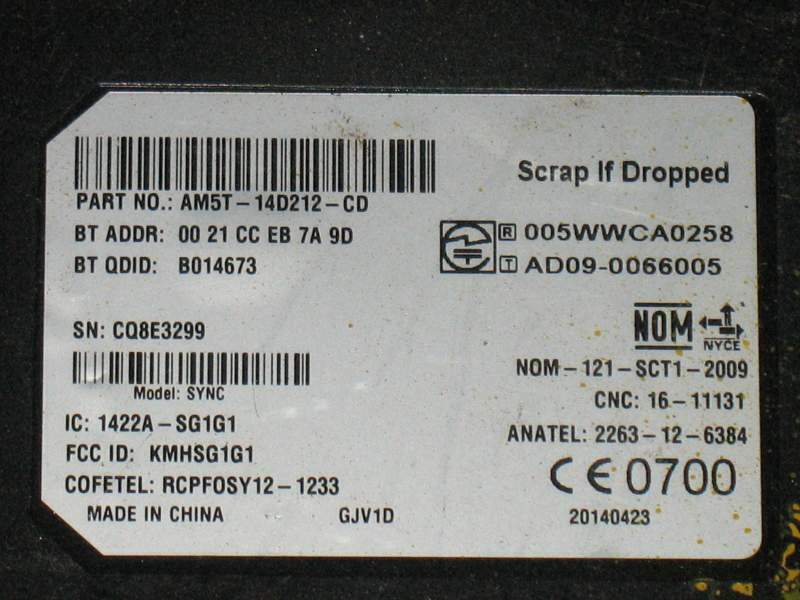 Scrap If Dropped
PART NO.: AM5T-14D212-CD
BT ADDR: 00 21 CC EB 7A 9D
BT QDID: B014673
R 005WWCA0258
T AD09-0066005
SN: CQ8E3299
Model: SYNC
IC: 1422A-SG1G1
FCC ID: KMHSG1G1
COFETEL: RCPFOSY12-1233
MADE IN CHINA GJV1D
NOM NYCE
NOM-121-SCT1-2009
CNC: 16-11131
ANATEL: 2263-12-6384
CE 0700
20140423